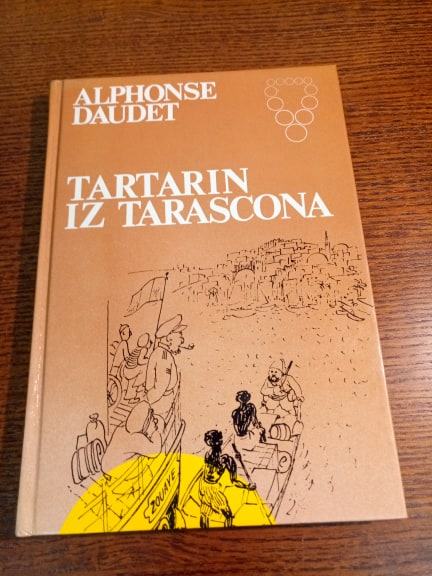 ALPHONSE
DAUDET
TARTARIN
IZ TARASCONA
ZOUAVE